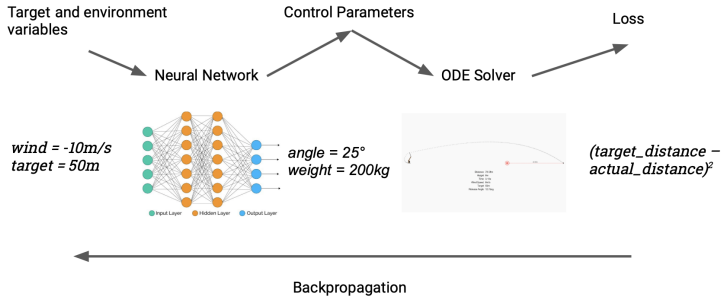 Target and environment
variables
Control Parameters
Loss
Neural Network
ODE Solver
wind = -10m/s
target = 50m
angle = 25°
weight = 200kg
(target_distance –
actual_distance)²
Input Layer
Hidden Layer
Output Layer
Backpropagation